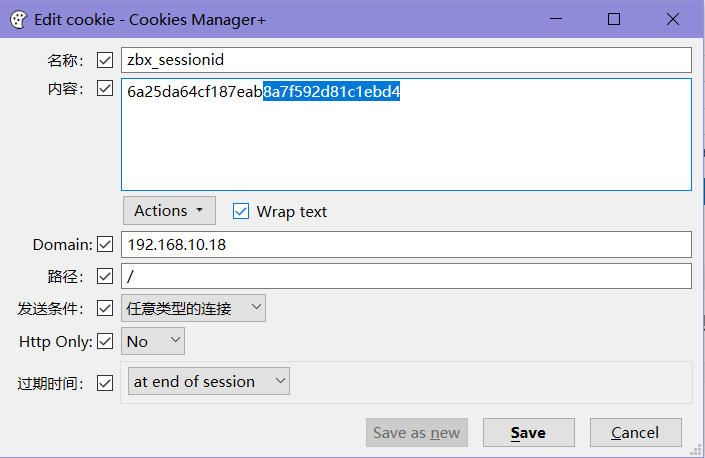 Edit cookie - Cookies Manager+
名称： zbx_sessionid
内容： 6a25da64cf187eab8a7f592d81c1ebd4
Actions Wrap text
Domain: 192.168.10.18
路径： /
发送条件： 任意类型的连接
Http Only: No
过期时间： at end of session
Save as new Save Cancel